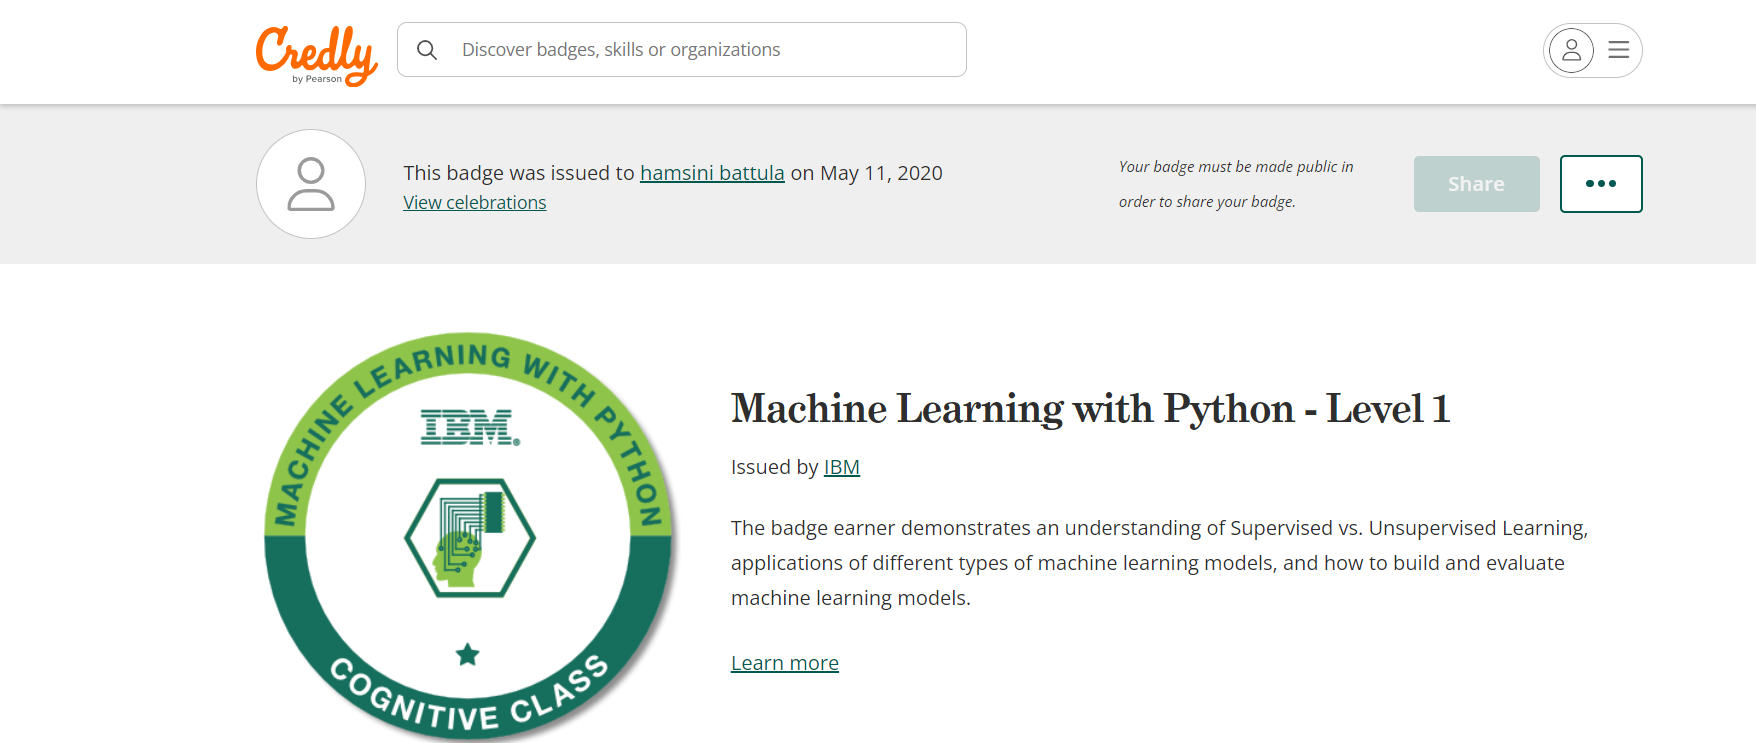 Credly
by Pearson
Discover badges, skills or organizations
This badge was issued to hamsini battula on May 11, 2020
View celebrations
Your badge must be made public in
order to share your badge.
Share
MACHINE LEARNING WITH PYTHON
IBM®
COGNITIVE CLASS
Machine Learning with Python - Level 1
Issued by IBM
The badge earner demonstrates an understanding of Supervised vs. Unsupervised Learning,
applications of different types of machine learning models, and how to build and evaluate
machine learning models.
Learn more